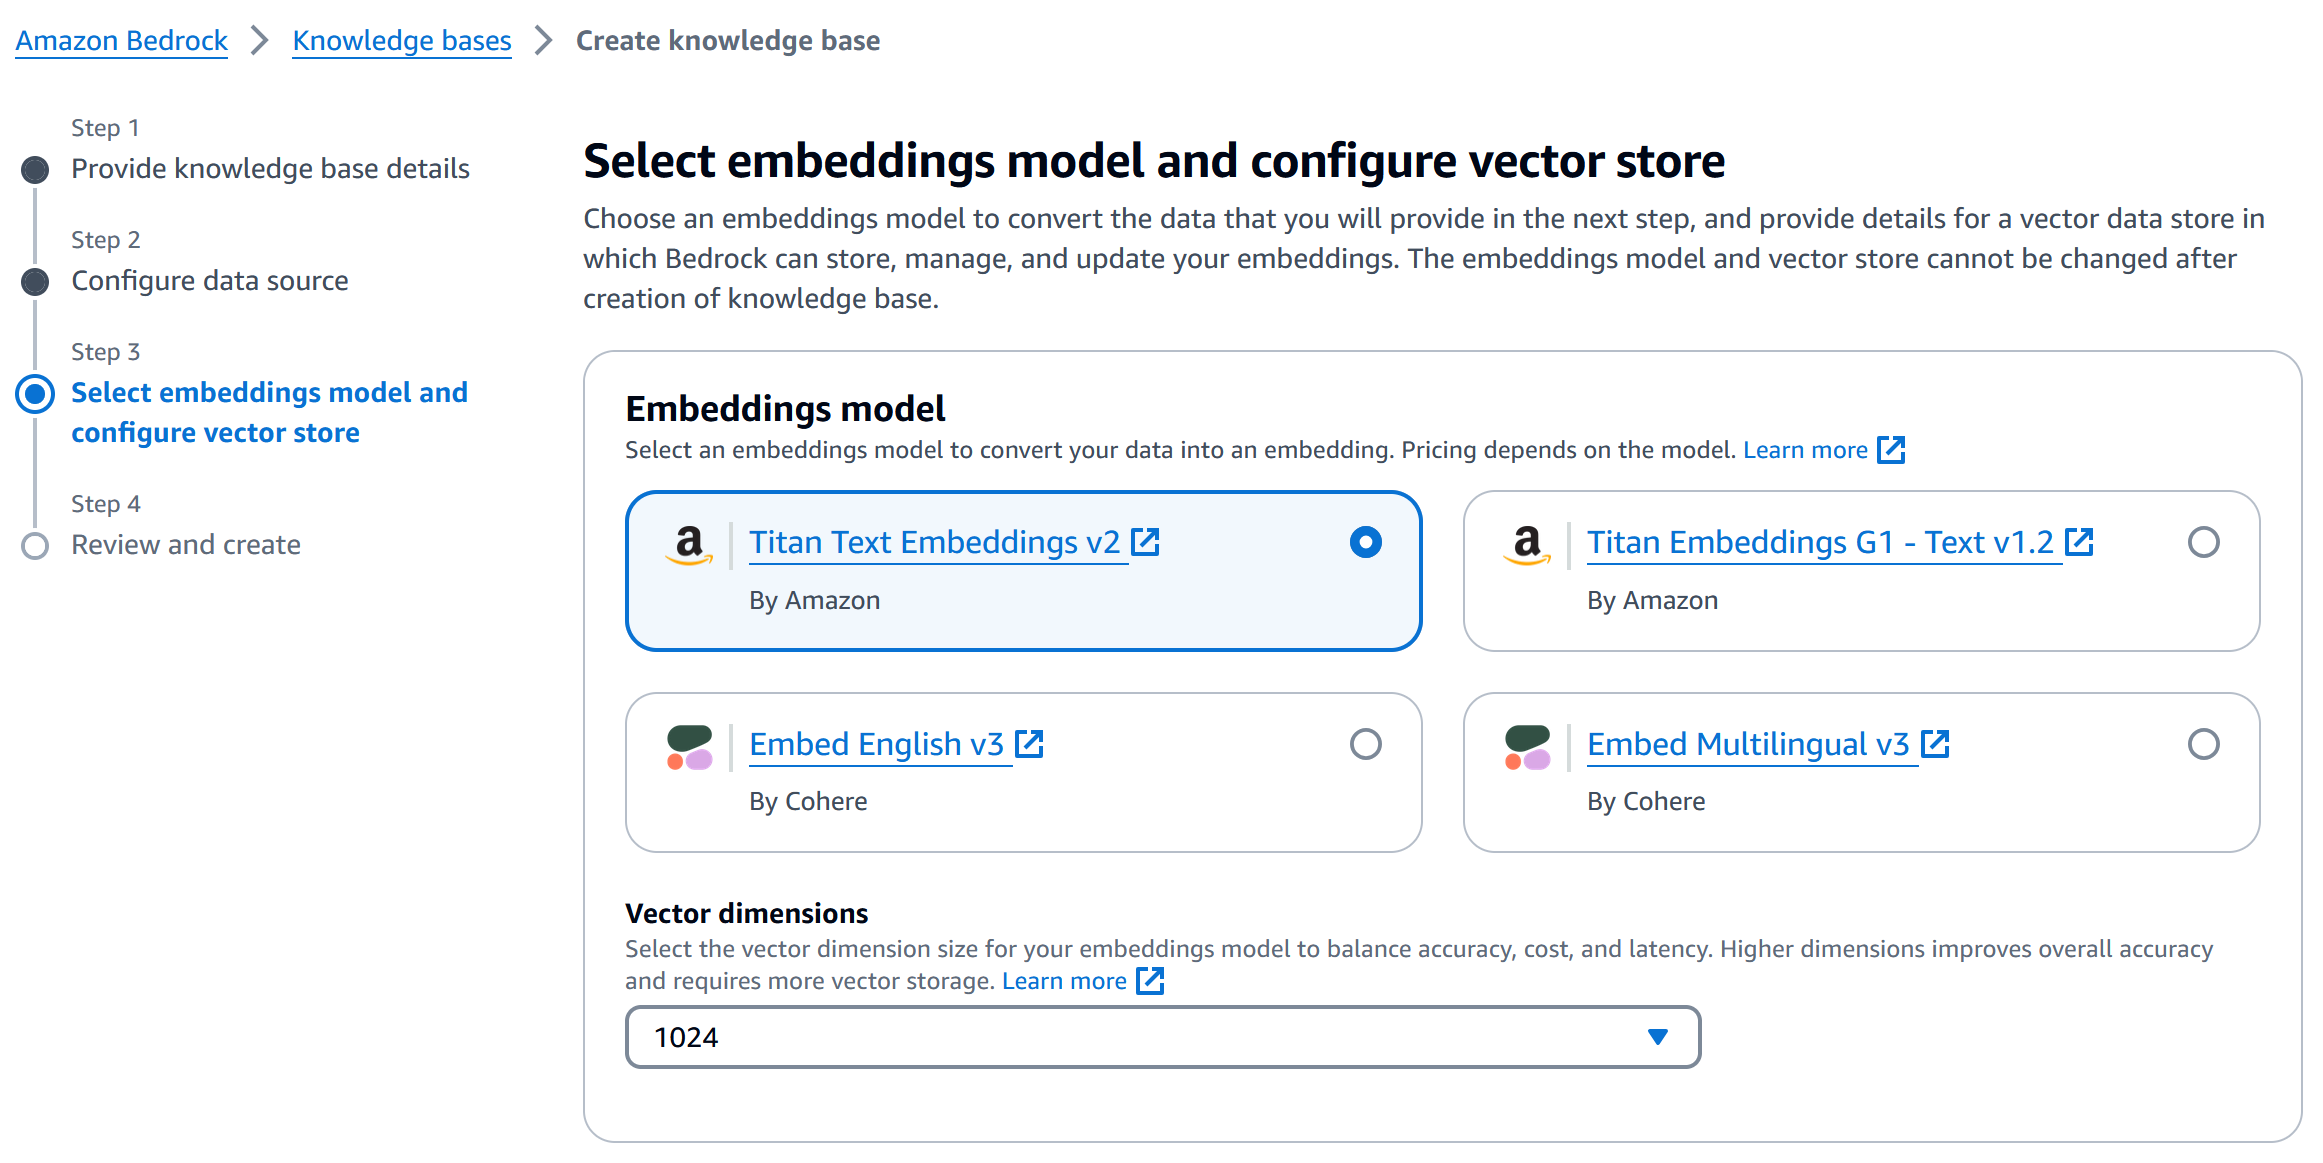 Amazon Bedrock > Knowledge bases > Create knowledge base
Step 1
Provide knowledge base details
Step 2
Configure data source
Step 3
Select embeddings model and
configure vector store
Step 4
Review and create
Select embeddings model and configure vector store
Choose an embeddings model to convert the data that you will provide in the next step, and provide details for a vector data store in
which Bedrock can store, manage, and update your embeddings. The embeddings model and vector store cannot be changed after
creation of knowledge base.
Embeddings model
Select an embeddings model to convert your data into an embedding. Pricing depends on the model. Learn more
Titan Text Embeddings v2
By Amazon
Titan Embeddings G1 - Text v1.2
By Amazon
Embed English v3
By Cohere
Embed Multilingual v3
By Cohere
Vector dimensions
Select the vector dimension size for your embeddings model to balance accuracy, cost, and latency. Higher dimensions improves overall accuracy
and requires more vector storage. Learn more
1024